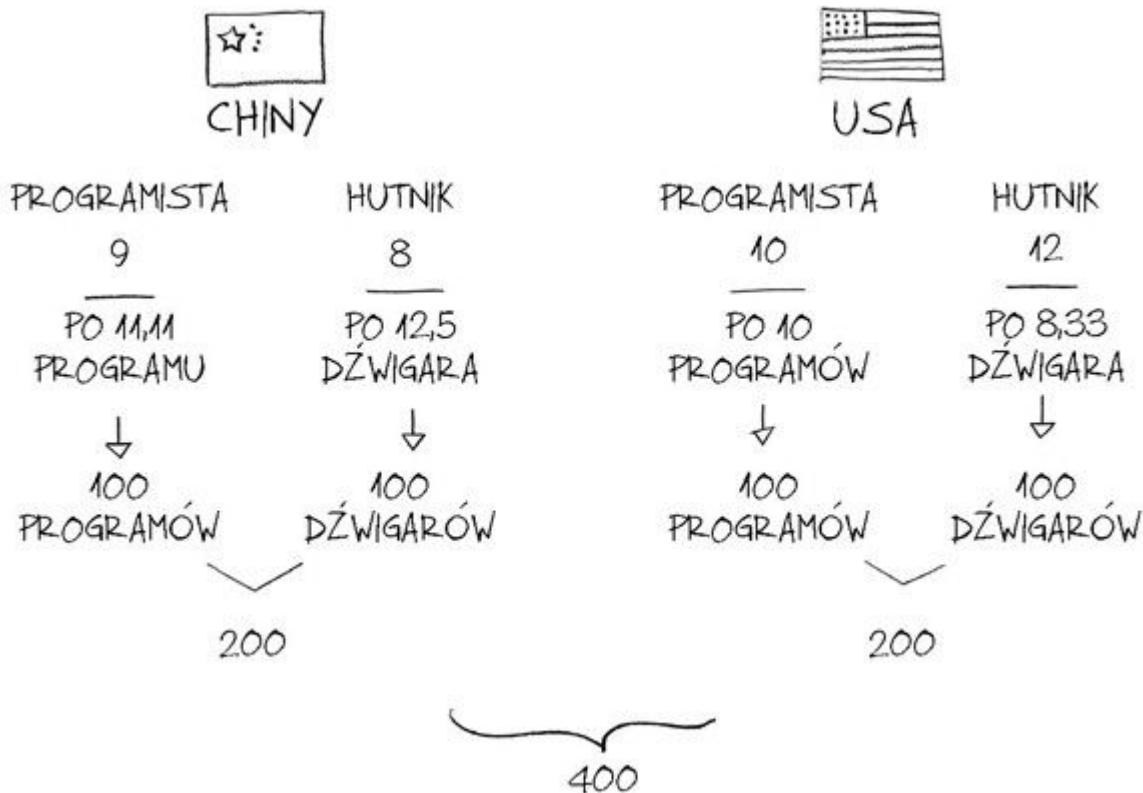 CHINY
USA
PROGRAMISTA HUTNIK PROGRAMISTA HUTNIK
9 8 10 12
PO 11,11 PO 12,5 PO 10 PO 8,33
PROGRAMU DŹWIGARA PROGRAMÓW DŹWIGARA
100 100 100 100
PROGRAMÓW DŹWIGARÓW PROGRAMÓW DŹWIGARÓW
200 200
400